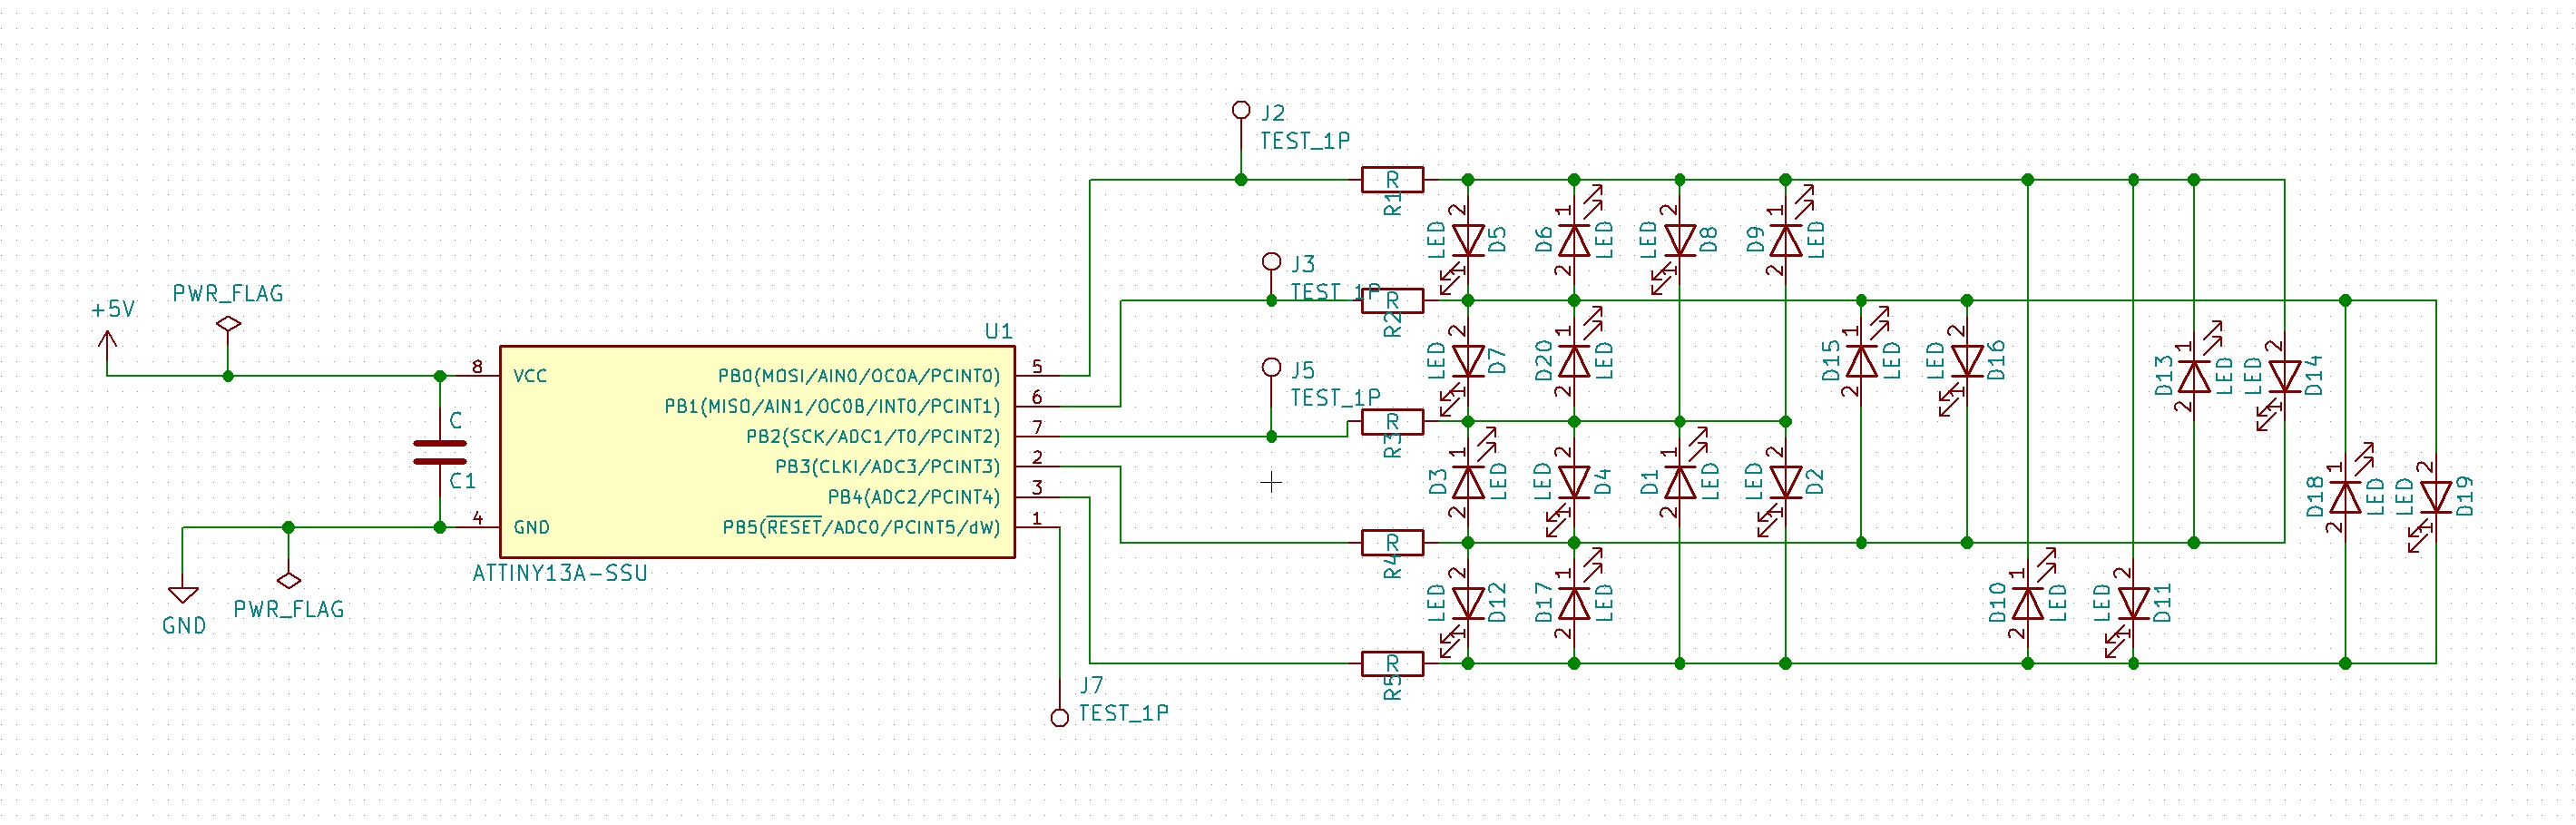 J2
TEST_1P
R
R1
2
LED
D5
1
1
D6
LED
2
2
LED
D8
1
1
D9
LED
2
J3
TEST_1P
R
R2
+5V
PWR_FLAG
U1
8
VCC
PB0(MOSI/AIN0/OC0A/PCINT0)
5
PB1(MISO/AIN1/OC0B/INT0/PCINT1)
6
PB2(SCK/ADC1/T0/PCINT2)
7
PB3(CLKI/ADC3/PCINT3)
2
PB4(ADC2/PCINT4)
3
4
GND
PB5(RESET/ADC0/PCINT5/dW)
1
ATTINY13A-SSU
C
C1
GND
PWR_FLAG
J5
TEST_1P
R
R3
2
LED
D7
1
1
D20
LED
2
1
D15
LED
2
2
LED
D16
1
1
D13
LED
2
2
LED
D14
1
1
D3
LED
2
2
LED
D4
1
1
D1
LED
2
2
LED
D2
1
1
D18
LED
2
2
LED
D19
1
R
R4
2
LED
D12
1
1
D17
LED
2
1
D10
LED
2
2
LED
D11
1
R
R5
J7
TEST_1P